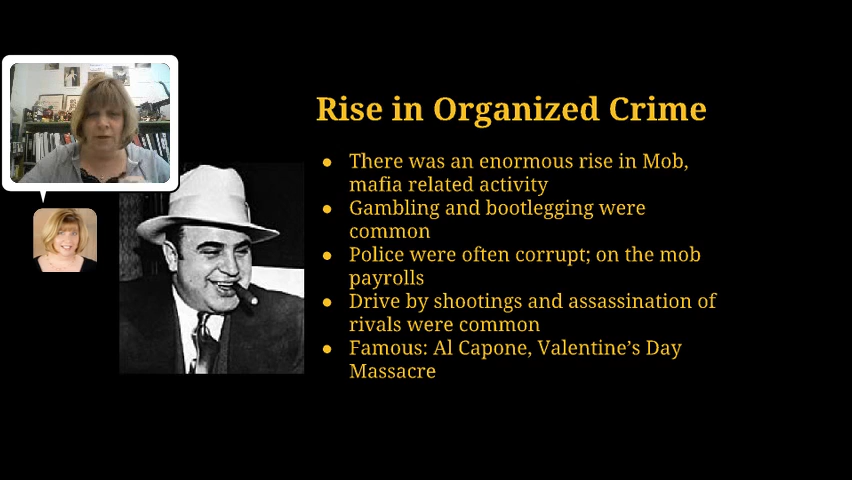 Rise in Organized Crime
● There was an enormous rise in Mob,
mafia related activity
● Gambling and bootlegging were
common
● Police were often corrupt; on the mob
payrolls
● Drive by shootings and assassination of
rivals were common
● Famous: Al Capone, Valentine’s Day
Massacre